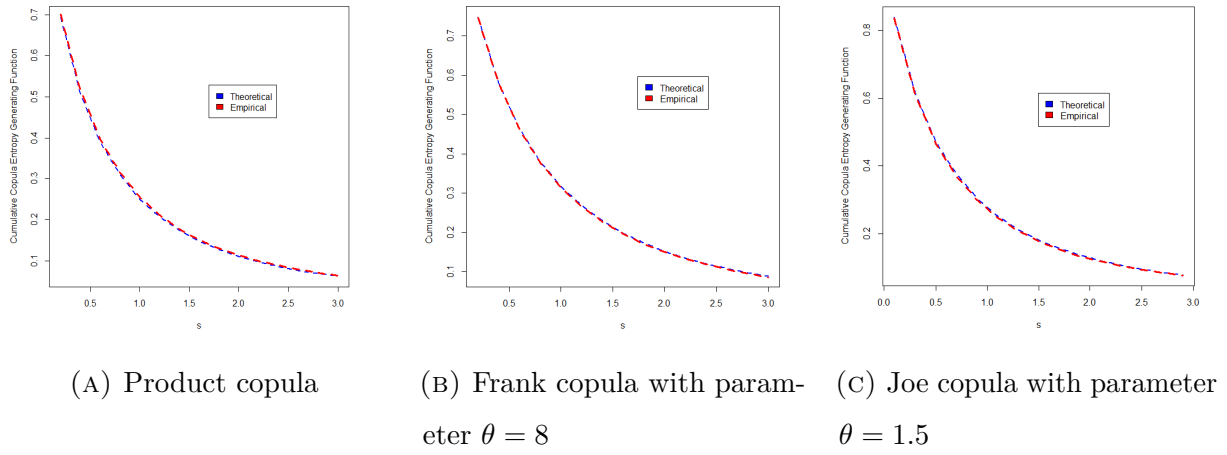 Cumulative Copula Entropy Generating Function
0.7
0.6
0.5
0.4
0.3
0.2
0.1
Theoretical
Empirical
0.5 1.0 1.5 2.0 2.5 3.0
s
Cumulative Copula Entropy Generating Function
0.7
0.6
0.5
0.4
0.3
0.2
0.1
Theoretical
Empirical
0.5 1.0 1.5 2.0 2.5 3.0
s
Cumulative Copula Entropy Generating Function
0.8
0.6
0.4
0.2
Theoretical
Empirical
0.0 0.5 1.0 1.5 2.0 2.5 3.0
s
(A) Product copula
(B) Frank copula with param-
eter θ = 8
(C) Joe copula with parameter
θ = 1.5